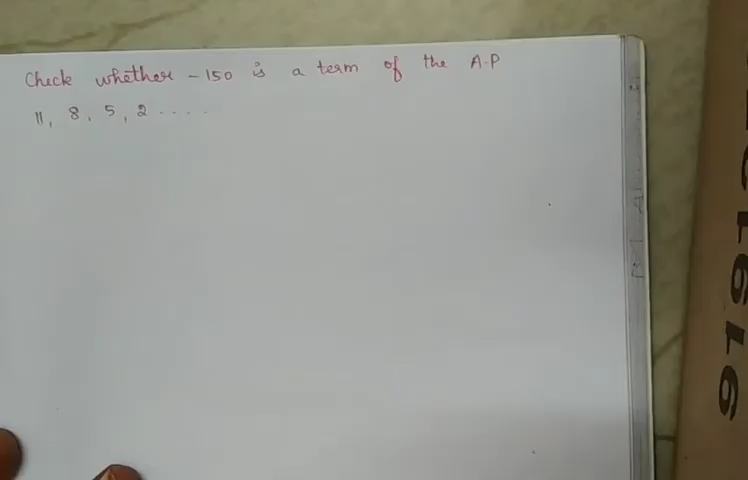 Check whether - 150 is a term of the A.P
11, 8, 5, 2 . . . . .